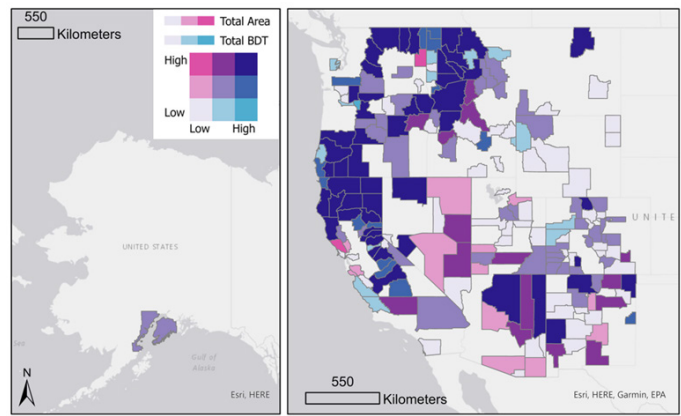 550
Kilometers
Total Area
Total BDT
High
Low
Low High
UNITED STATES
Gulf of
Alaska
Sea
N
Esri, HERE
UNITE
550
Kilometers
Esri, HERE, Garmin, EPA